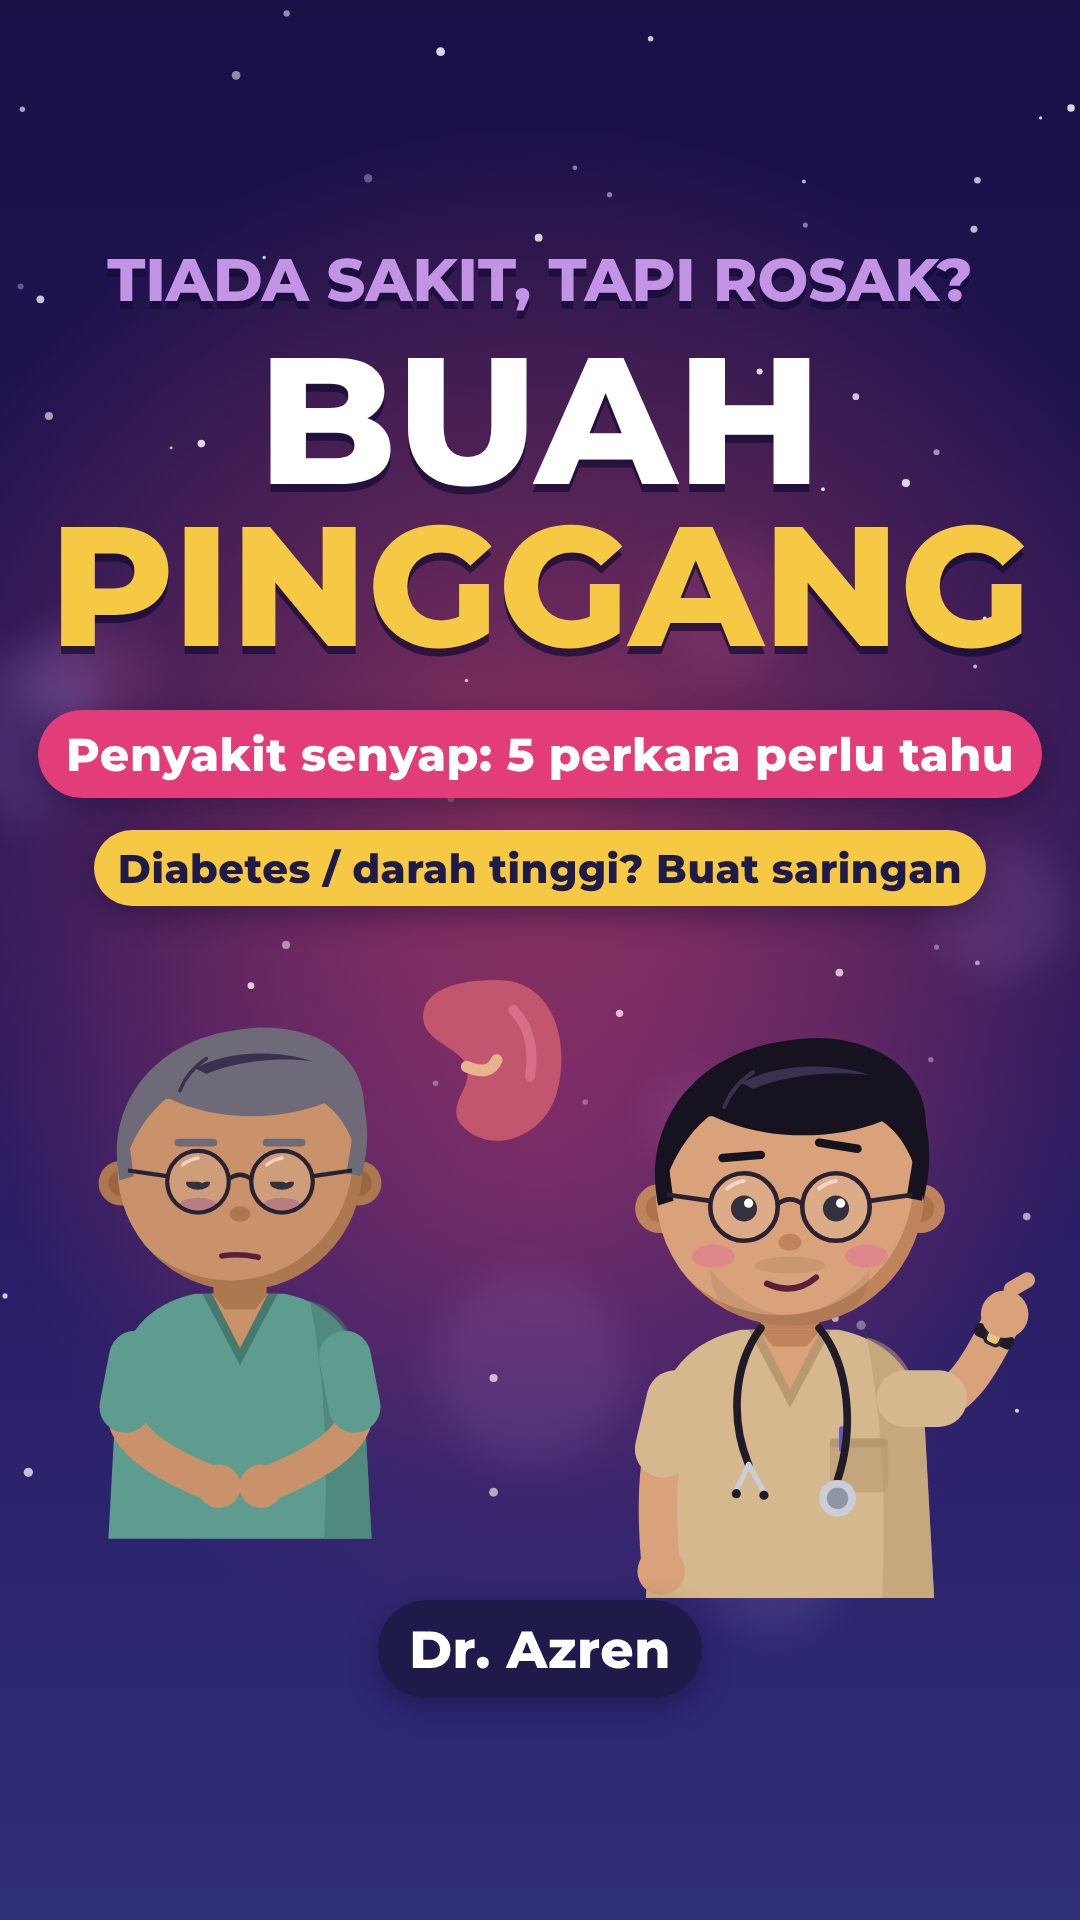 TIADA SAKIT, TAPI ROSAK?
BUAH
PINGGANG
Penyakit senyap: 5 perkara perlu tahu
Diabetes / darah tinggi? Buat saringan
Dr. Azren